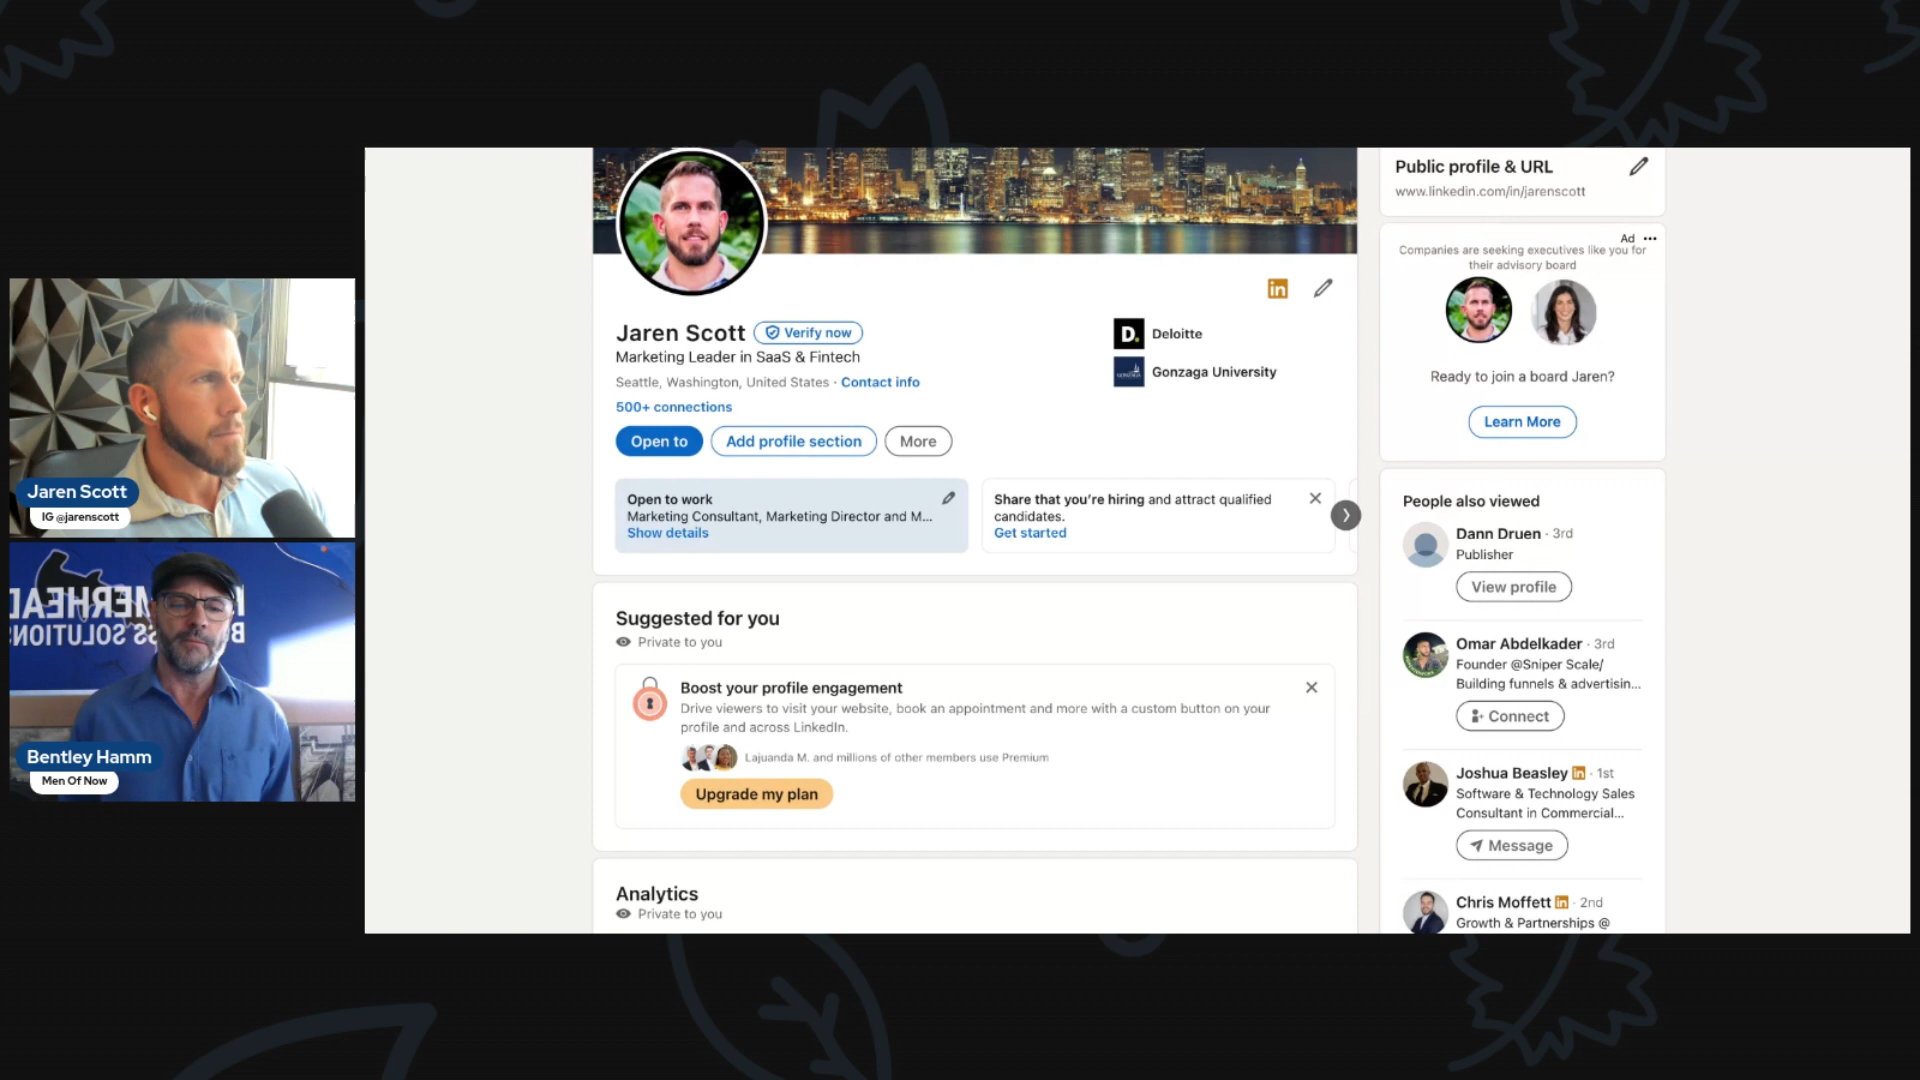 Jaren Scott
IG @jarenscott
Bentley Hamm
Men Of Now
Jaren Scott
Verify now
Marketing Leader in SaaS & Fintech
Seattle, Washington, United States · Contact info
500+ connections
Open to
Add profile section
More
in
D.
Deloitte
Gonzaga University
Open to work
Marketing Consultant, Marketing Director and M...
Show details
Share that you're hiring and attract qualified
candidates.
Get started
Suggested for you
Private to you
Boost your profile engagement
Drive viewers to visit your website, book an appointment and more with a custom button on your
profile and across LinkedIn.
Lajuanda M. and millions of other members use Premium
Upgrade my plan
Analytics
Private to you
Public profile & URL
www.linkedin.com/in/jarenscott
Ad
Companies are seeking executives like you for
their advisory board
Ready to join a board Jaren?
Learn More
People also viewed
Dann Druen · 3rd
Publisher
View profile
Omar Abdelkader · 3rd
Founder @Sniper Scale/
Building funnels & advertisin...
Connect
Joshua Beasley in · 1st
Software & Technology Sales
Consultant in Commercial...
Message
Chris Moffett in · 2nd
Growth & Partnerships @